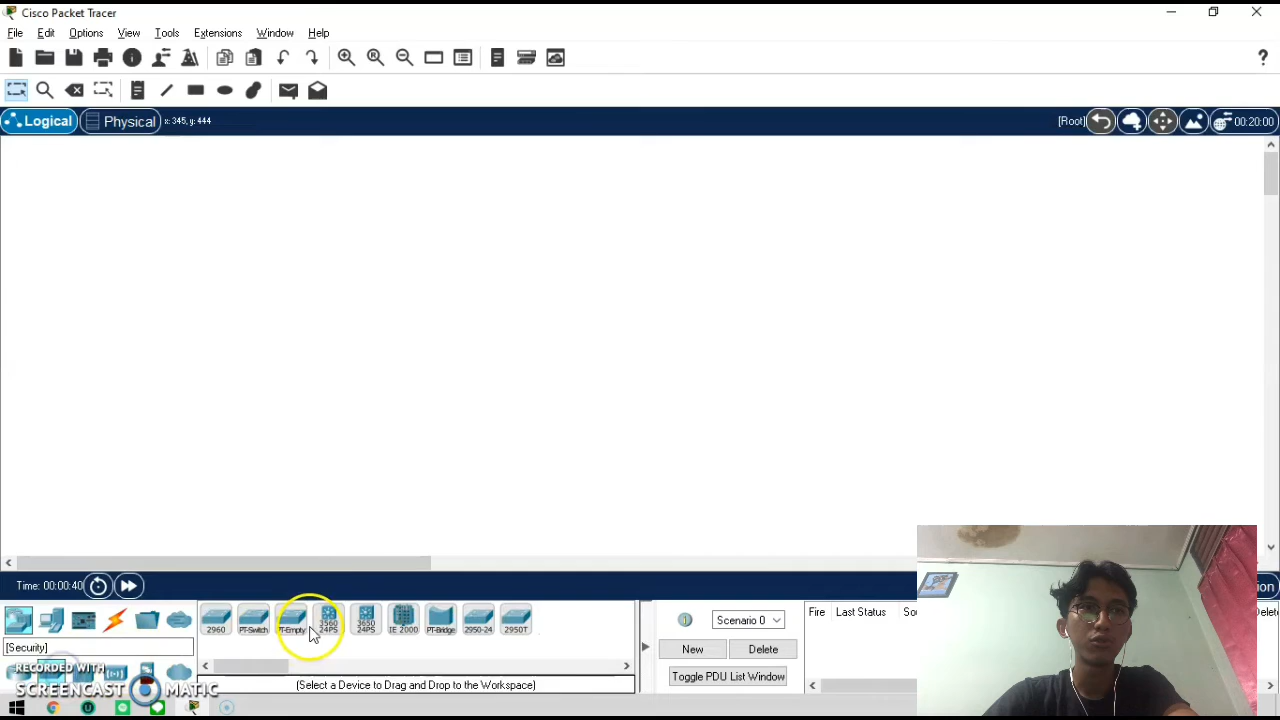 Cisco Packet Tracer
File Edit Options View Tools Extensions Window Help
?
Logical Physical x: 345, y: 444 [Root] 00:20:00
Time: 00:00:40
2960 PT-Switch PT-Empty 3560 24PS 3650 24PS IE 2000 PT-Bridge 2950-24 2950T
Scenario 0 Fire Last Status
[Security]
New Delete
RECORDED WITH
SCREENCAST MATIC
(Select a Device to Drag and Drop to the Workspace)
Toggle PDU List Window